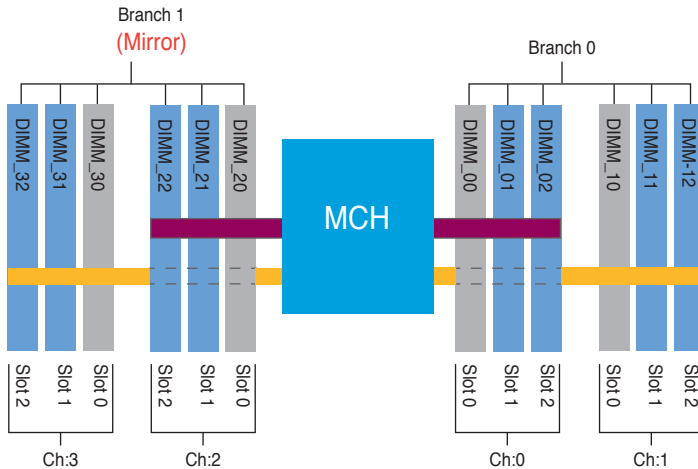 Branch 1
(Mirror)
Branch 0
DIMM_32
DIMM_31
DIMM_30
DIMM_22
DIMM_21
DIMM_20
MCH
DIMM_00
DIMM_01
DIMM_02
DIMM_10
DIMM_11
DIMM-12
Slot 2
Slot 1
Slot 0
Slot 2
Slot 1
Slot 0
Slot 0
Slot 1
Slot 2
Slot 0
Slot 1
Slot 2
Ch:3
Ch:2
Ch:0
Ch:1